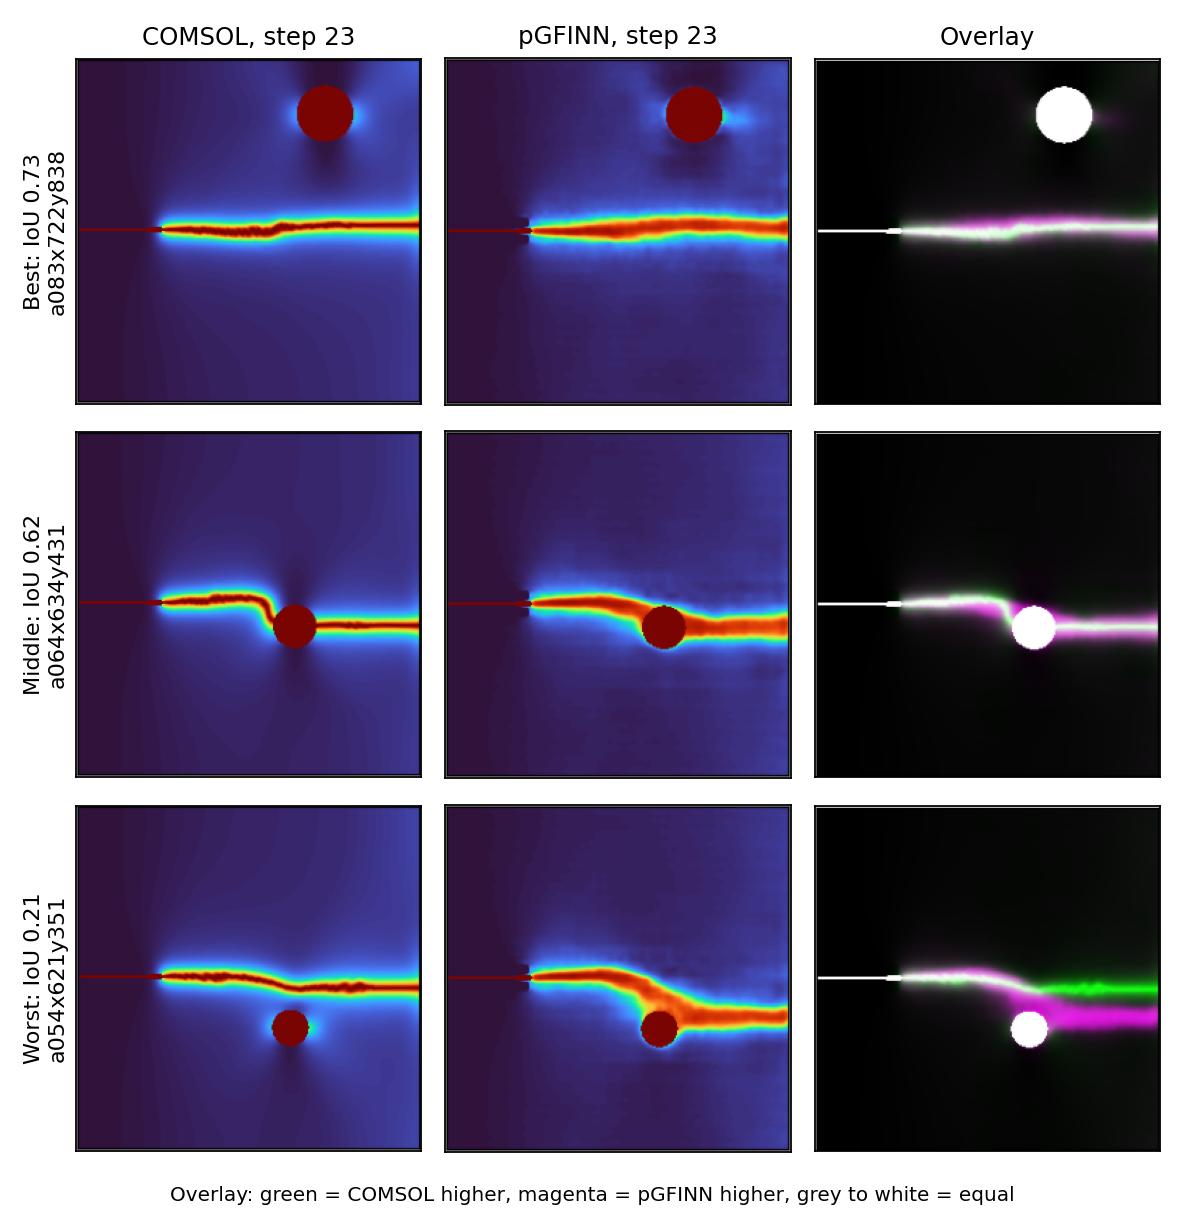 COMSOL, step 23
pGFINN, step 23
Overlay
Best: IoU 0.73
a083x722y838
Middle: IoU 0.62
a064x634y431
Worst: IoU 0.21
a054x621y351
Overlay: green = COMSOL higher, magenta = pGFINN higher, grey to white = equal